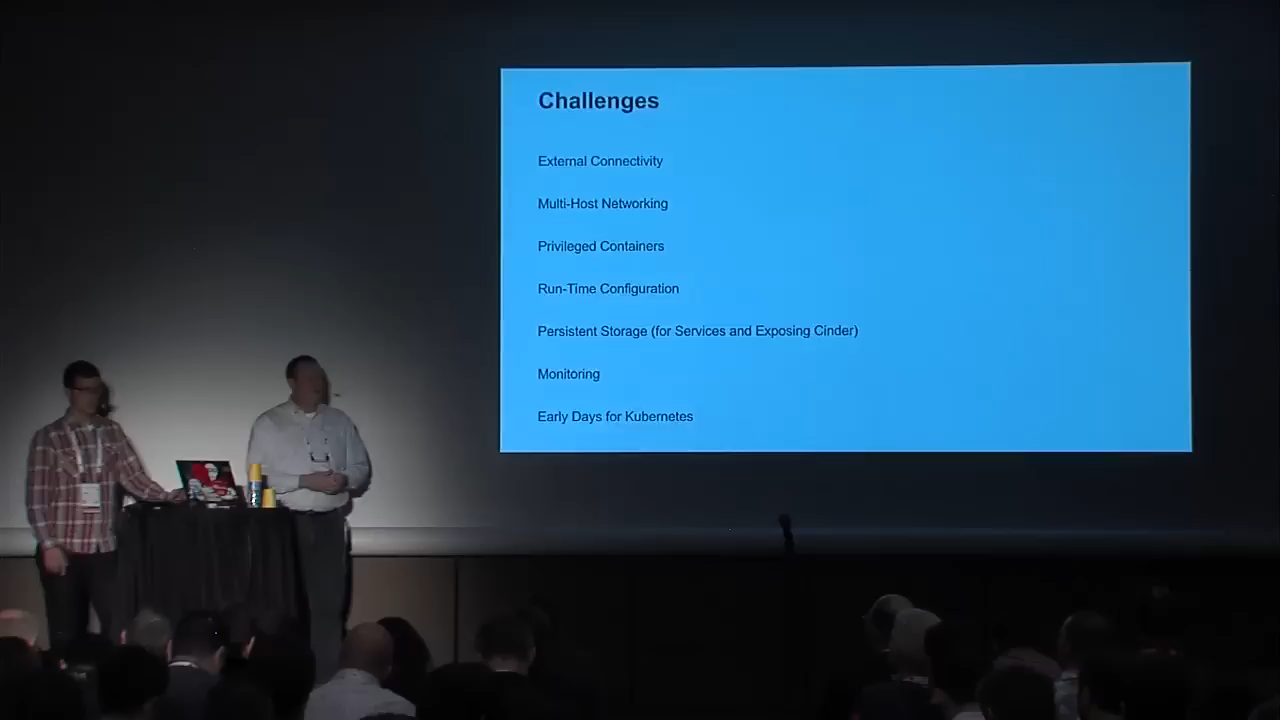 Challenges
External Connectivity
Multi-Host Networking
Privileged Containers
Run-Time Configuration
Persistent Storage (for Services and Exposing Cinder)
Monitoring
Early Days for Kubernetes